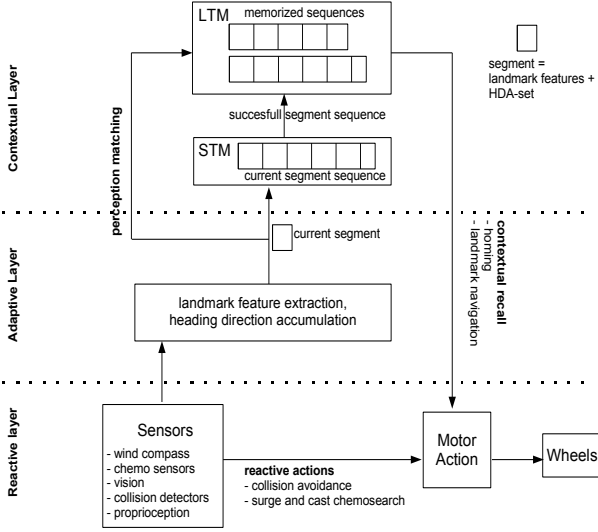 LTM
memorized sequences
segment =
landmark features +
HDA-set
succesfull segment sequence
STM
current segment sequence
Contextual Layer
perception matching
current segment
contextual recall
- homing
- landmark navigation
landmark feature extraction,
heading direction accumulation
Adaptive Layer
Sensors
- wind compass
- chemo sensors
- vision
- collision detectors
- proprioception
reactive actions
- collision avoidance
- surge and cast chemosearch
Motor
Action
Wheels
Reactive layer